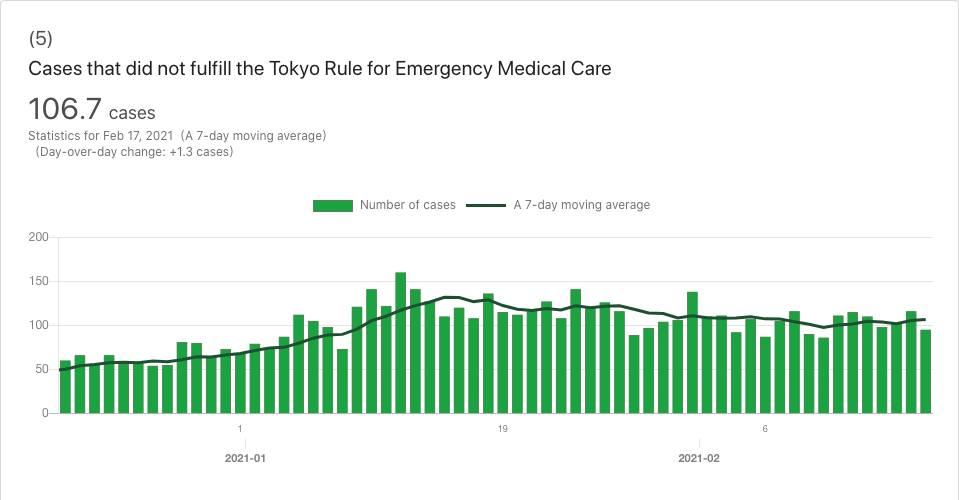 (5)
Cases that did not fulfill the Tokyo Rule for Emergency Medical Care
106.7 cases
Statistics for Feb 17, 2021 (A 7-day moving average)
(Day-over-day change: +1.3 cases)
Number of cases A 7-day moving average
200
150
100
50
0
1 19 6
2021-01 2021-02